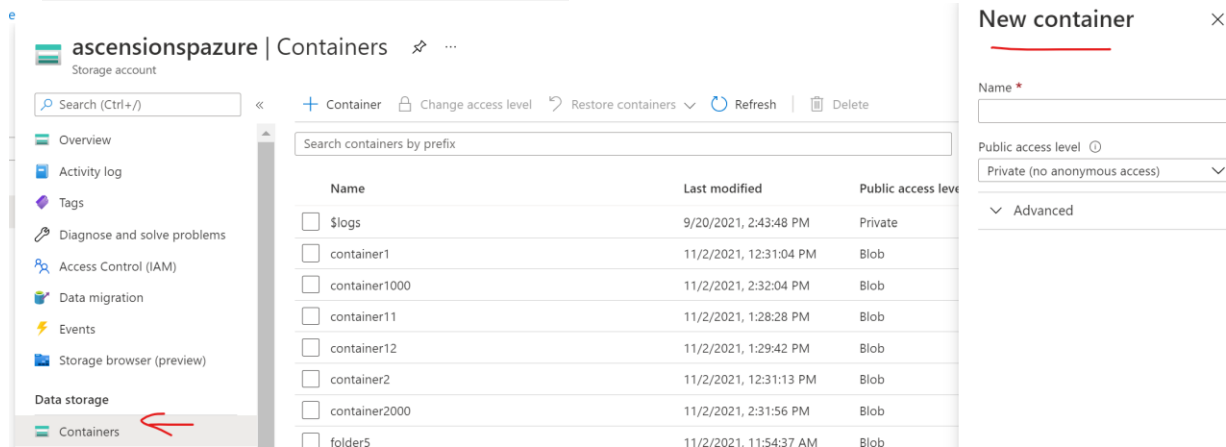 e
ascensionspazure | Containers
Storage account
Search (Ctrl+/)
Overview
Activity log
Tags
Diagnose and solve problems
Access Control (IAM)
Data migration
Events
Storage browser (preview)
Data storage
Containers
Container Change access level Restore containers Refresh Delete
Search containers by prefix
Name Last modified Public access leve
$logs 9/20/2021, 2:43:48 PM Private
container1 11/2/2021, 12:31:04 PM Blob
container1000 11/2/2021, 2:32:04 PM Blob
container11 11/2/2021, 1:28:28 PM Blob
container12 11/2/2021, 1:29:42 PM Blob
container2 11/2/2021, 12:31:13 PM Blob
container2000 11/2/2021, 2:31:56 PM Blob
folder5 11/2/2021, 11:54:37 AM Blob
New container
Name *
Public access level
Private (no anonymous access)
Advanced